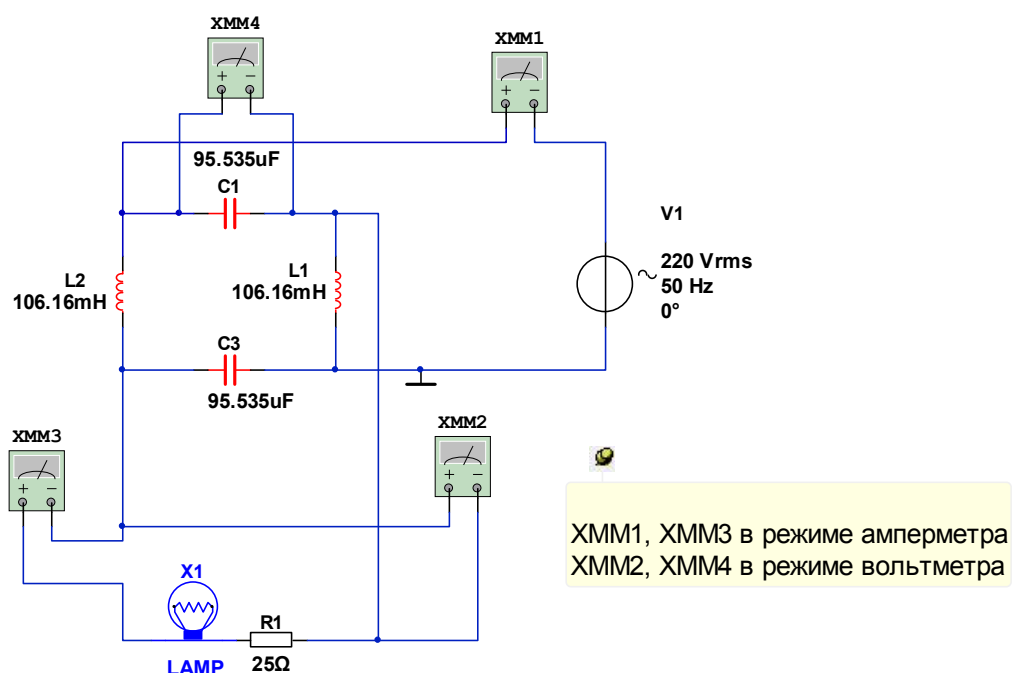 XMM4
XMM1
+ −
+ −
95.535uF
C1
V1
220 Vrms
50 Hz
0°
L2
106.16mH
L1
106.16mH
C3
95.535uF
XMM3
+ −
XMM2
+ −
XMM1, XMM3 в режиме амперметра
XMM2, XMM4 в режиме вольтметра
X1
LAMP
R1
25Ω